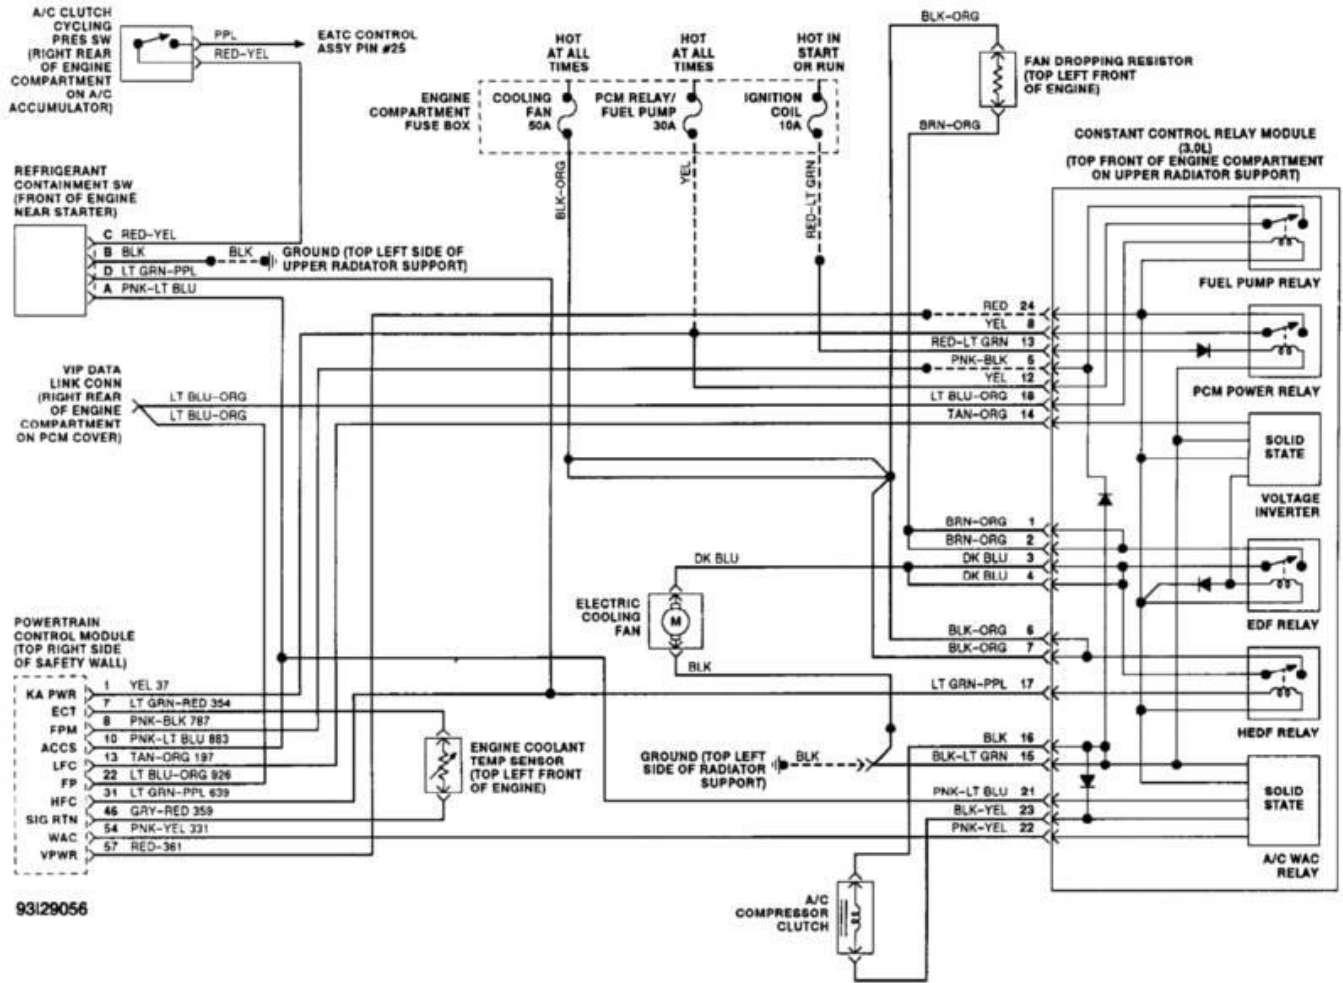 A/C CLUTCH
CYCLING
PRES SW
(RIGHT REAR
OF ENGINE
COMPARTMENT
ON A/C
ACCUMULATOR)
PPL
RED-YEL
EATC CONTROL
ASSY PIN #25
HOT
AT ALL
TIMES
HOT
AT ALL
TIMES
HOT IN
START
OR RUN
ENGINE
COMPARTMENT
FUSE BOX
COOLING
FAN
60A
PCM RELAY/
FUEL PUMP
30A
IGNITION
COIL
10A
BLK-ORG
YEL
RED-LT GRN
BLK-ORG
FAN DROPPING RESISTOR
(TOP LEFT FRONT
OF ENGINE)
BRN-ORG
CONSTANT CONTROL RELAY MODULE
(3.0L)
(TOP FRONT OF ENGINE COMPARTMENT
ON UPPER RADIATOR SUPPORT)
REFRIGERANT
CONTAINMENT SW
(FRONT OF ENGINE
NEAR STARTER)
C RED-YEL
B BLK
D LT GRN-PPL
A PNK-LT BLU
BLK
GROUND (TOP LEFT SIDE OF
UPPER RADIATOR SUPPORT)
VIP DATA
LINK CONN
(RIGHT REAR
OF ENGINE
COMPARTMENT
ON PCM COVER)
LT BLU-ORG
LT BLU-ORG
RED 24
YEL 8
RED-LT GRN 13
PNK-BLK 5
YEL 12
LT BLU-ORG 18
TAN-ORG 14
FUEL PUMP RELAY
PCM POWER RELAY
SOLID
STATE
VOLTAGE
INVERTER
BRN-ORG 1
BRN-ORG 2
DK BLU 3
DK BLU 4
DK BLU
ELECTRIC
COOLING
FAN
M
BLK
EDF RELAY
BLK-ORG 6
BLK-ORG 7
LT GRN-PPL 17
HEDF RELAY
POWERTRAIN
CONTROL MODULE
(TOP RIGHT SIDE
OF SAFETY WALL)
KA PWR 1 YEL 37
ECT 7 LT GRN-RED 354
FPM 8 PNK-BLK 787
ACCS 10 PNK-LT BLU 883
LFC 13 TAN-ORG 197
FP 22 LT BLU-ORG 926
HFC 31 LT GRN-PPL 639
SIG RTN 46 GRY-RED 359
WAC 54 PNK-YEL 331
VPWR 57 RED-361
ENGINE COOLANT
TEMP SENSOR
(TOP LEFT FRONT
OF ENGINE)
GROUND (TOP LEFT
SIDE OF RADIATOR
SUPPORT)
BLK
BLK 16
BLK-LT GRN 15
PNK-LT BLU 21
BLK-YEL 23
PNK-YEL 22
SOLID
STATE
A/C WAC
RELAY
A/C
COMPRESSOR
CLUTCH
93I29056